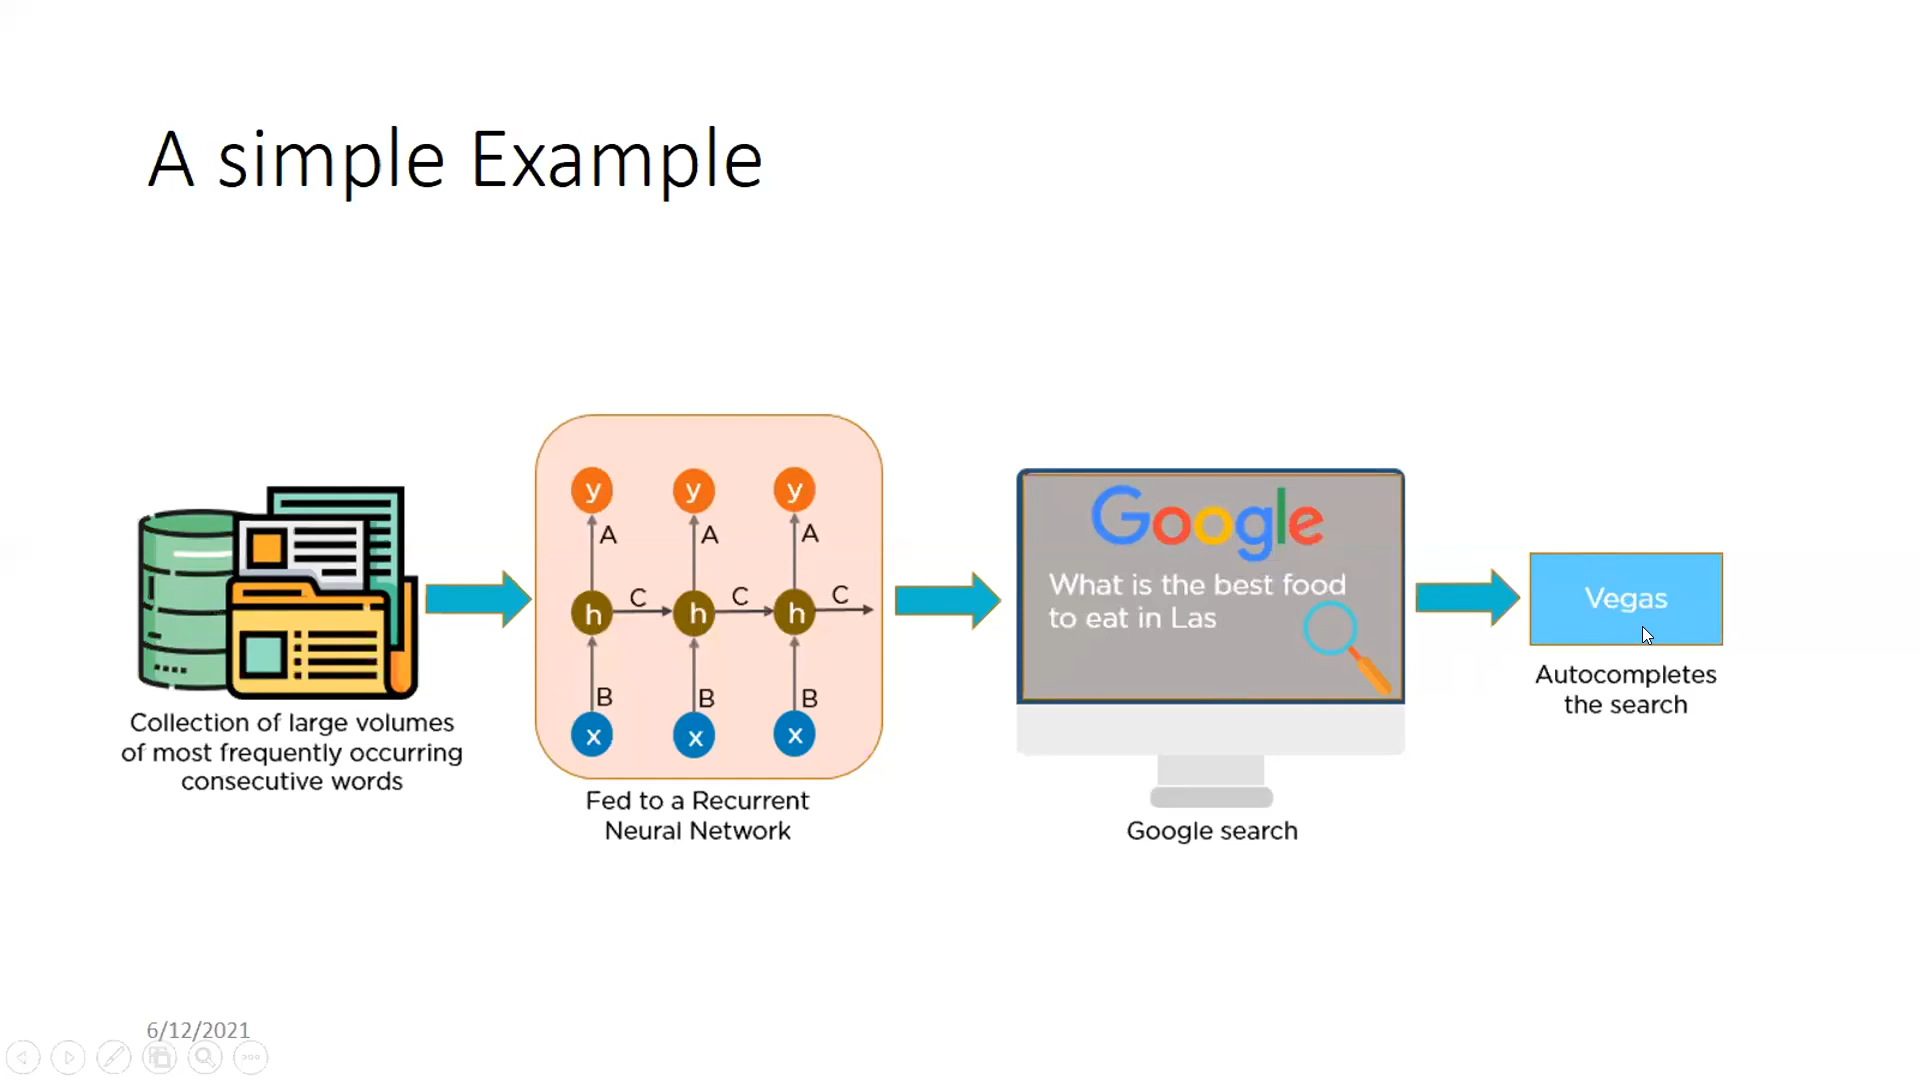 A simple Example
Collection of large volumes
of most frequently occurring
consecutive words
y y y
A A A
h C h C h C
B B B
x x x
Fed to a Recurrent
Neural Network
Google
What is the best food
to eat in Las
Google search
Vegas
Autocompletes
the search
6/12/2021